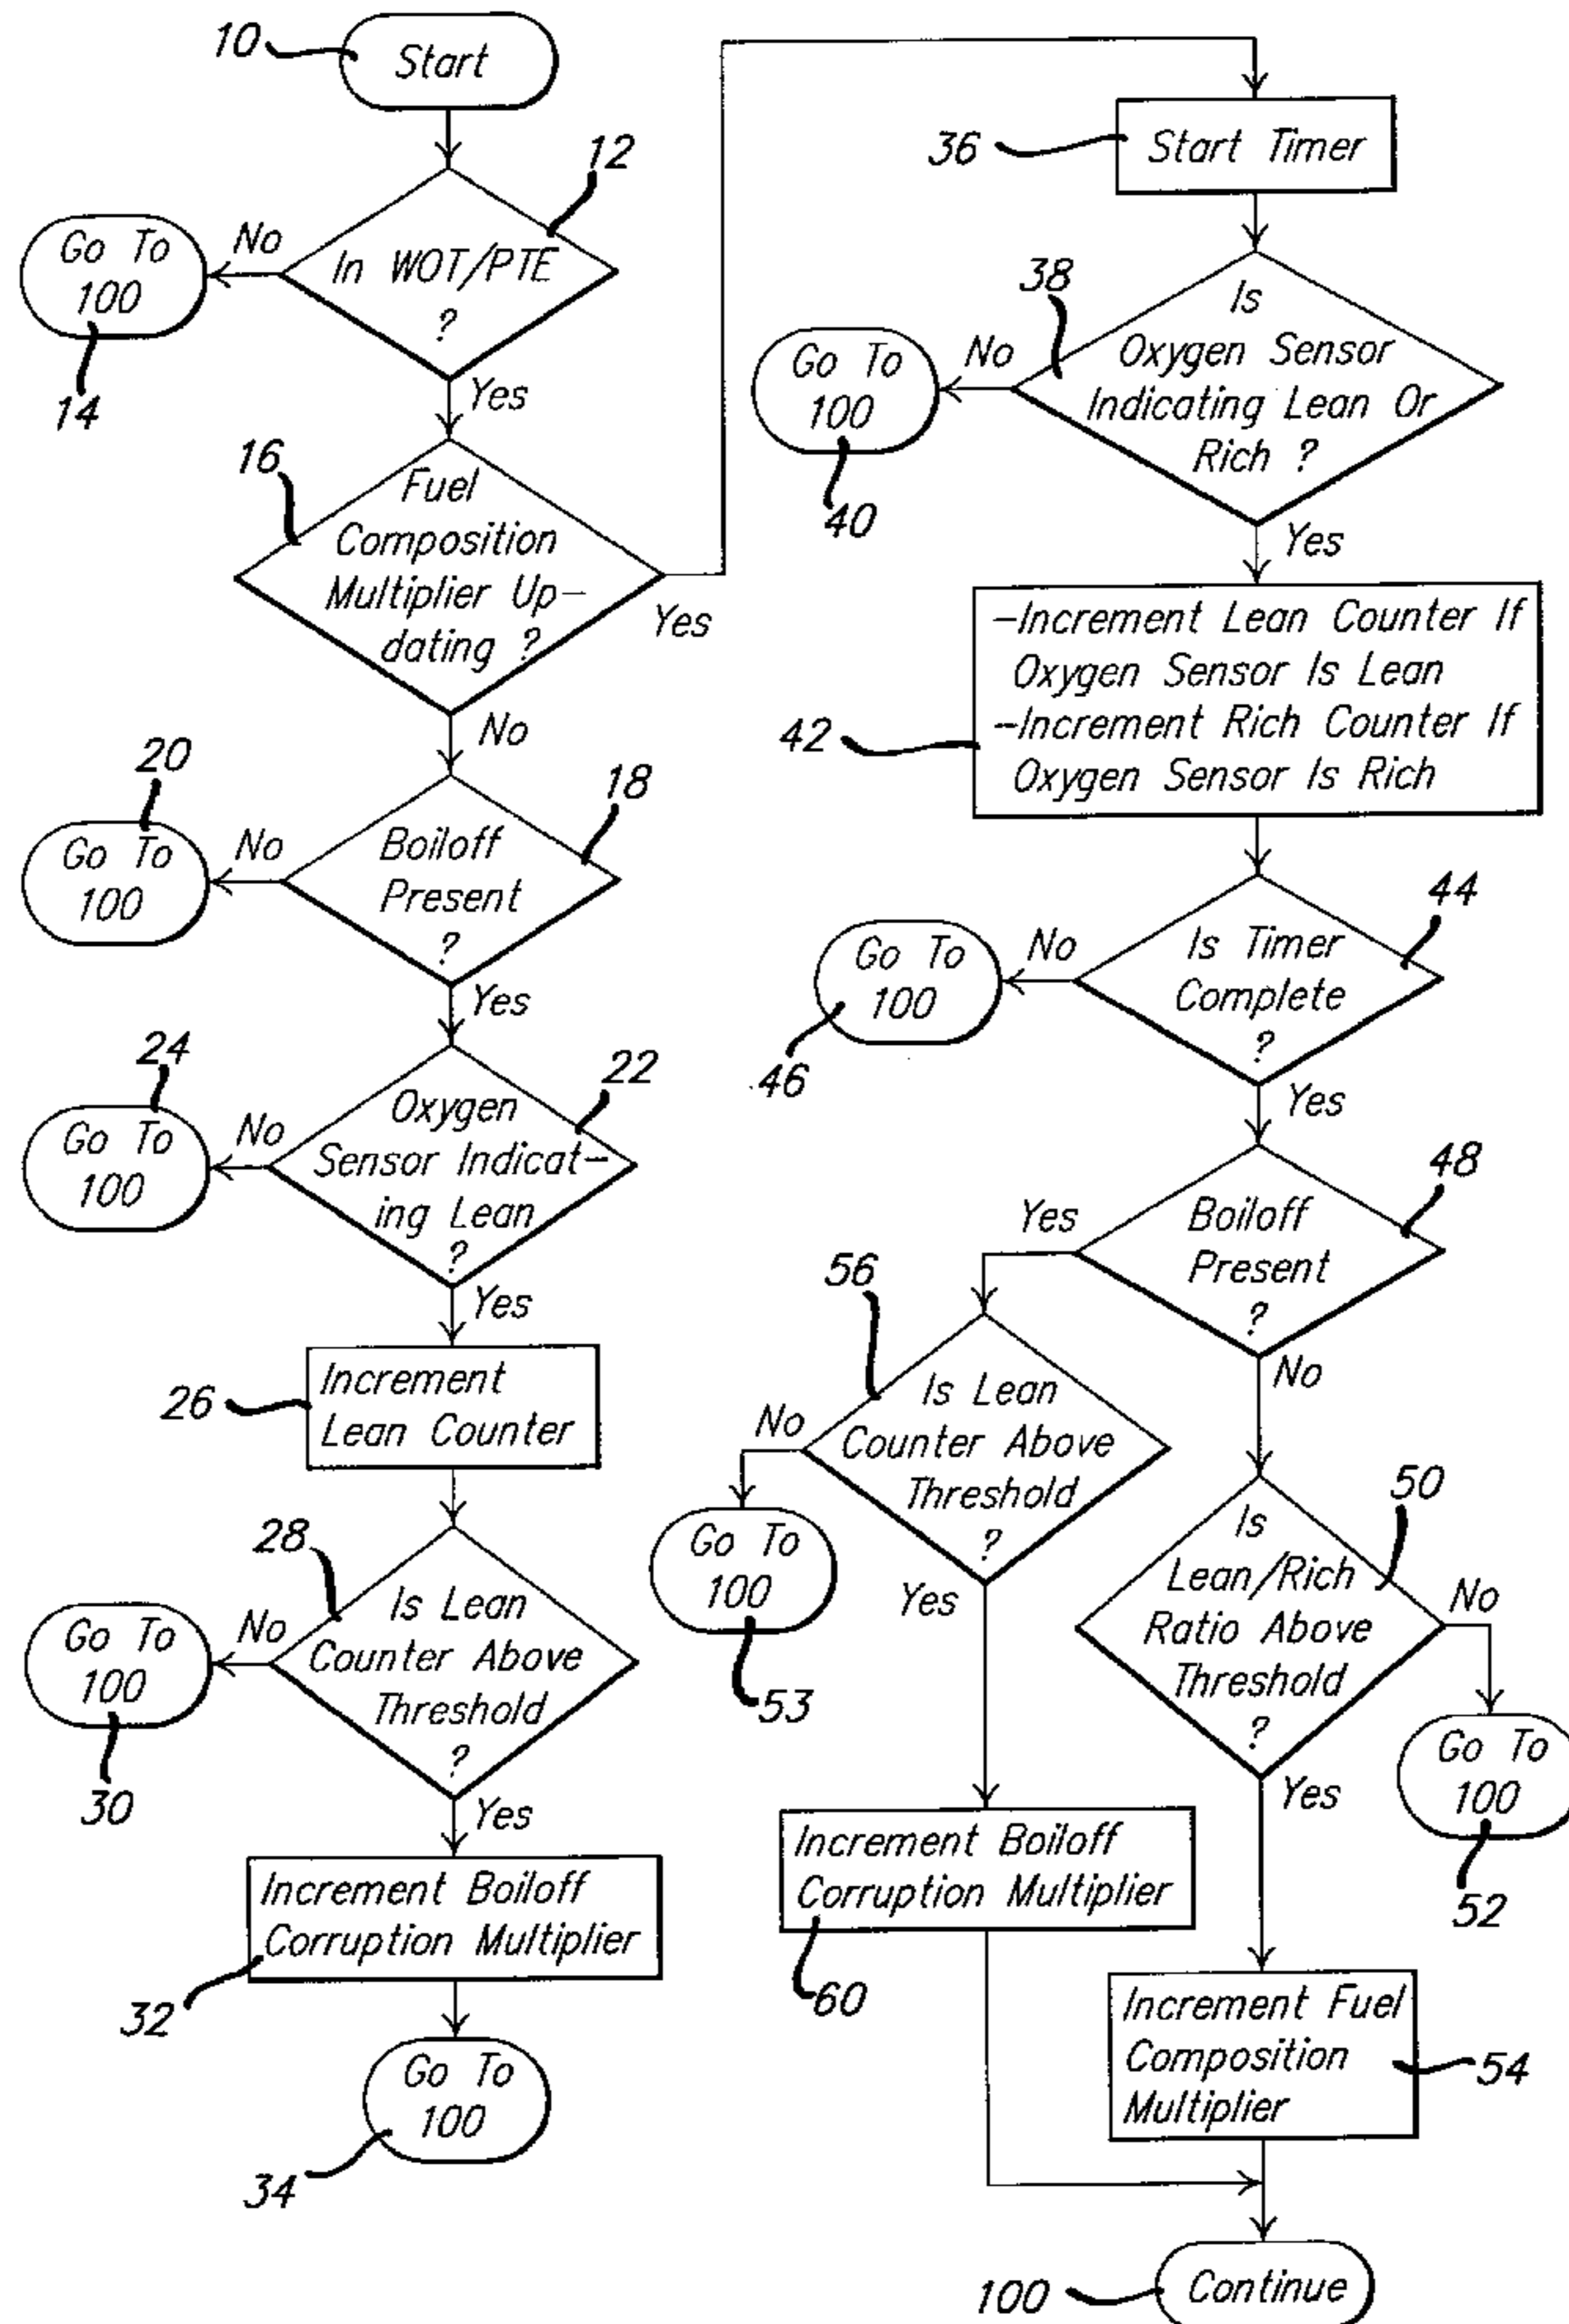 10
Start
12
In WOT/PTE
?
No
Go To
100
14
Yes
16
Fuel
Composition
Multiplier Up-
dating ?
Yes
No
18
Boiloff
Present
?
20
No
Go To
100
Yes
22
Oxygen
Sensor Indicat-
ing Lean
?
24
No
Go To
100
Yes
26
Increment
Lean Counter
28
Is Lean
Counter Above
Threshold
?
No
Go To
100
30
Yes
Increment Boiloff
Corruption Multiplier
32
Go To
100
34
36
Start Timer
38
Is
Oxygen Sensor
Indicating Lean Or
Rich ?
No
Go To
100
40
Yes
-Increment Lean Counter If
Oxygen Sensor Is Lean
-Increment Rich Counter If
Oxygen Sensor Is Rich
42
44
Is Timer
Complete
?
No
Go To
100
46
Yes
48
Boiloff
Present
?
Yes
No
56
Is Lean
Counter Above
Threshold
?
No
Go To
100
53
Yes
50
Is
Lean/Rich
Ratio Above
Threshold
?
No
Go To
100
52
Yes
Increment Boiloff
Corruption Multiplier
60
Increment Fuel
Composition
Multiplier
54
100
Continue